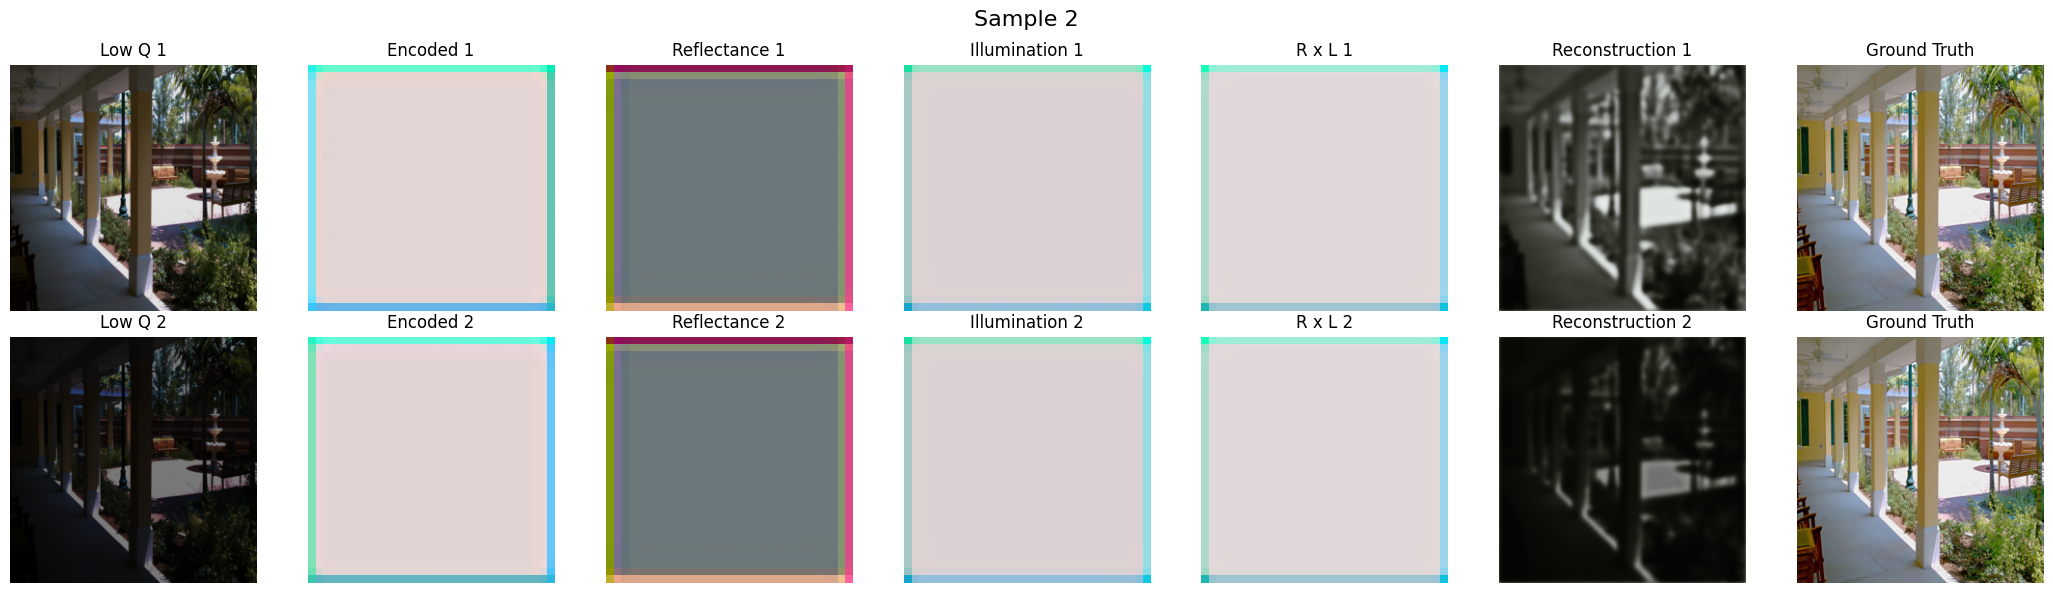 Sample 2
Low Q 1 Encoded 1 Reflectance 1 Illumination 1 R x L 1 Reconstruction 1 Ground Truth
Low Q 2 Encoded 2 Reflectance 2 Illumination 2 R x L 2 Reconstruction 2 Ground Truth